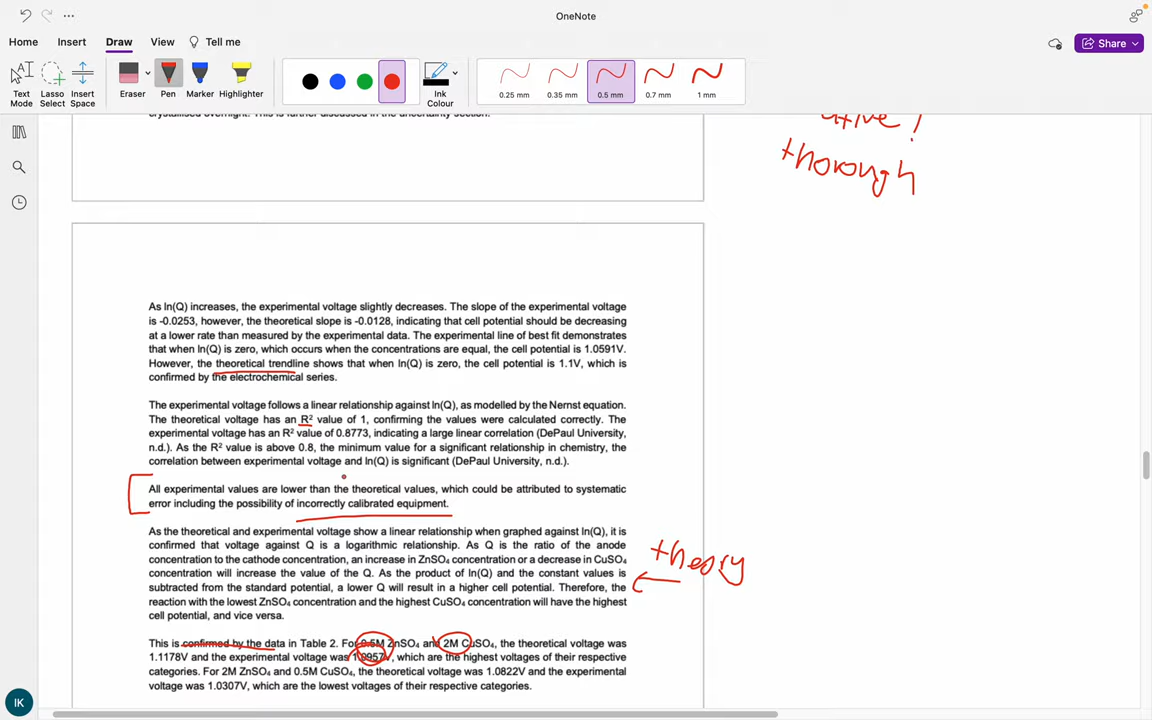 OneNote
Home Insert Draw View Tell me
Share
Text Mode
Lasso Select
Insert Space
Eraser
Pen
Marker
Highlighter
Ink Colour
0.25 mm
0.35 mm
0.5 mm
0.7 mm
1 mm
crystallised overnight. This is further discussed in the uncertainty section.
thorough
As ln(Q) increases, the experimental voltage slightly decreases. The slope of the experimental voltage
is -0.0253, however, the theoretical slope is -0.0128, indicating that cell potential should be decreasing
at a lower rate than measured by the experimental data. The experimental line of best fit demonstrates
that when ln(Q) is zero, which occurs when the concentrations are equal, the cell potential is 1.0591V.
However, the theoretical trendline shows that when ln(Q) is zero, the cell potential is 1.1V, which is
confirmed by the electrochemical series.
The experimental voltage follows a linear relationship against ln(Q), as modelled by the Nernst equation.
The theoretical voltage has an R² value of 1, confirming the values were calculated correctly. The
experimental voltage has an R² value of 0.8773, indicating a large linear correlation (DePaul University,
n.d.). As the R² value is above 0.8, the minimum value for a significant relationship in chemistry, the
correlation between experimental voltage and ln(Q) is significant (DePaul University, n.d.).
All experimental values are lower than the theoretical values, which could be attributed to systematic
error including the possibility of incorrectly calibrated equipment.
As the theoretical and experimental voltage show a linear relationship when graphed against ln(Q), it is
confirmed that voltage against Q is a logarithmic relationship. As Q is the ratio of the anode
concentration to the cathode concentration, an increase in ZnSO₄ concentration or a decrease in CuSO₄
concentration will increase the value of the Q. As the product of ln(Q) and the constant values is
subtracted from the standard potential, a lower Q will result in a higher cell potential. Therefore, the
reaction with the lowest ZnSO₄ concentration and the highest CuSO₄ concentration will have the highest
cell potential, and vice versa.
theory
This is confirmed by the data in Table 2. For 0.5M ZnSO₄ and 2M CuSO₄, the theoretical voltage was
1.1178V and the experimental voltage was 1.0957V, which are the highest voltages of their respective
categories. For 2M ZnSO₄ and 0.5M CuSO₄, the theoretical voltage was 1.0822V and the experimental
voltage was 1.0307V, which are the lowest voltages of their respective categories.
IK